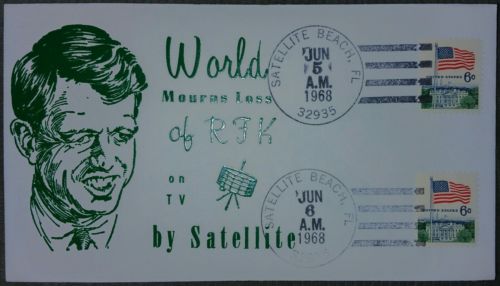 World
Mourns Loss
of RFK
on
TV
by Satellite
SATELLITE BEACH, FL
JUN
5
A.M.
1968
32935
UNITED STATES
6c
SATELLITE BEACH, FL
JUN
6
A.M.
1968
UNITED STATES
6c